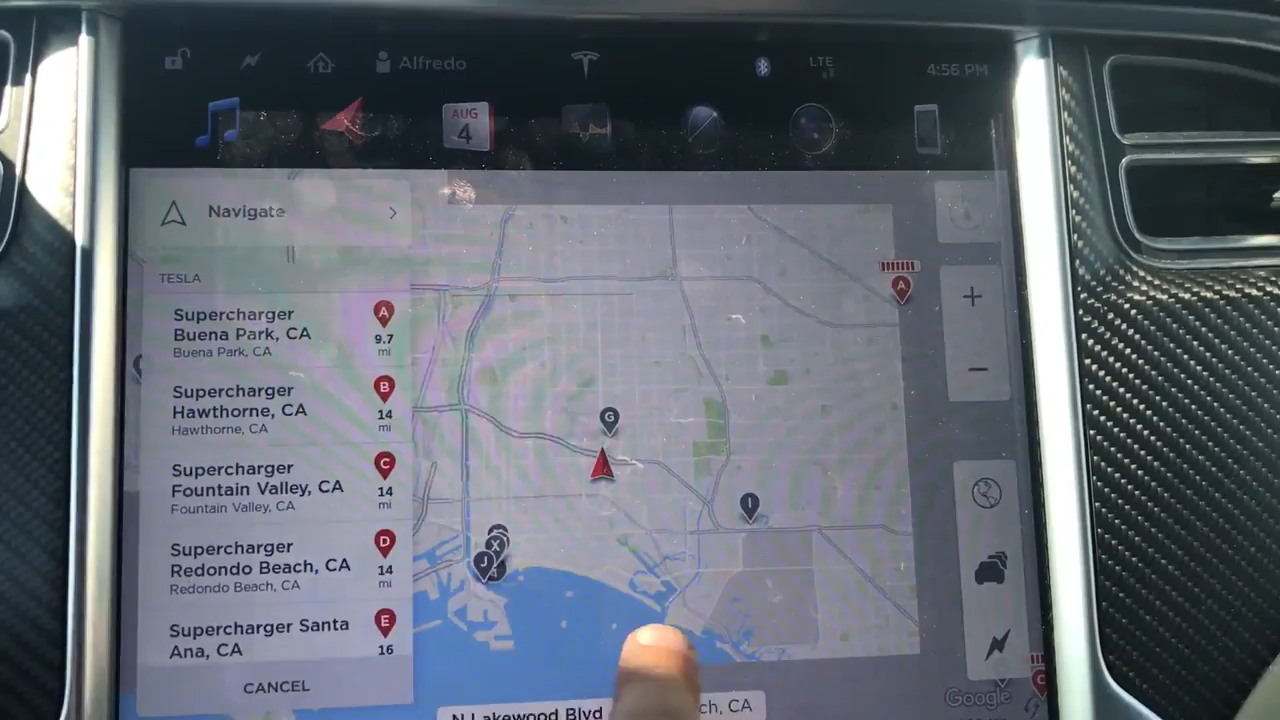 Alfredo
LTE
4:56 PM
AUG
4
Navigate
TESLA
Supercharger
Buena Park, CA
Buena Park, CA
A
9.7
mi
Supercharger
Hawthorne, CA
Hawthorne, CA
B
14
mi
Supercharger
Fountain Valley, CA
Fountain Valley, CA
C
14
mi
Supercharger
Redondo Beach, CA
Redondo Beach, CA
D
14
mi
Supercharger Santa
Ana, CA
E
16
CANCEL
A
G
I
X
J
N Lakewood Blvd
CA
Google
C